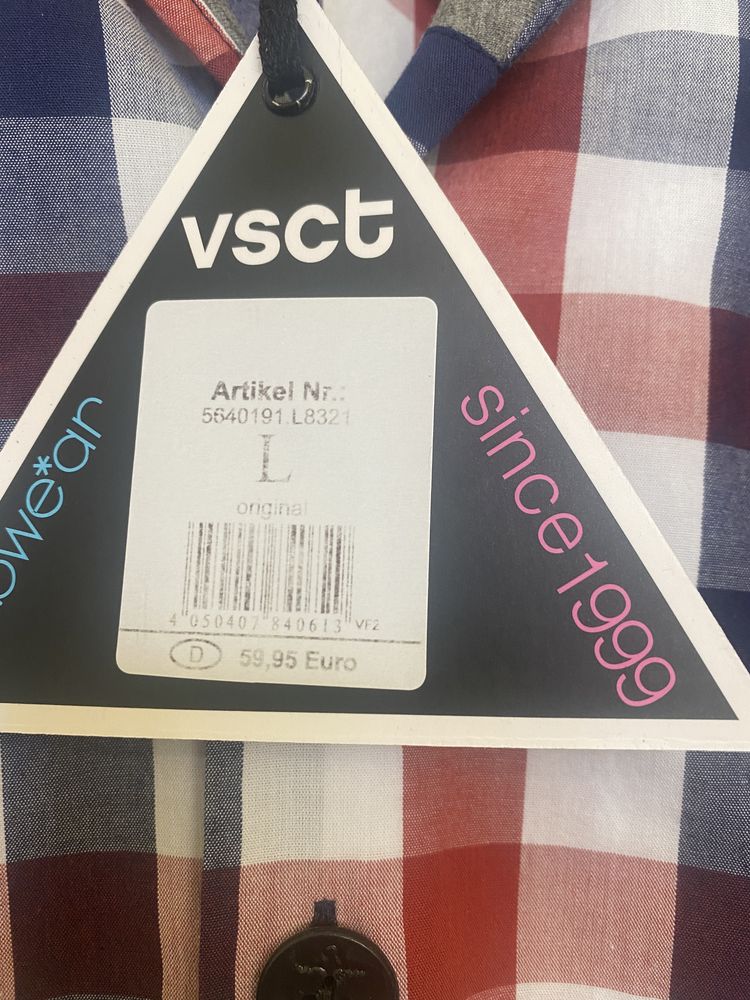 vsct
Artikel Nr.:
5640191.L8321
L
original
4 050407 840613 VF2
D 59,95 Euro
since1999